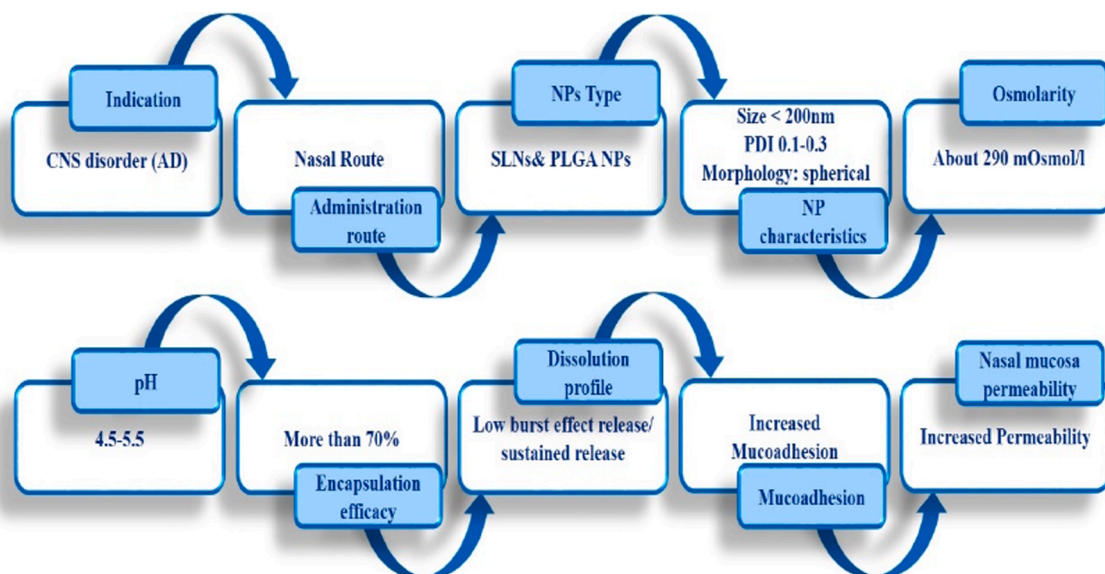 Indication
CNS disorder (AD)
Nasal Route
Administration
route
NPs Type
SLNs& PLGA NPs
Size < 200nm
PDI 0.1-0.3
Morphology: spherical
NP
characteristics
Osmolarity
About 290 mOsmol/l
pH
4.5-5.5
More than 70%
Encapsulation
efficacy
Dissolution
profile
Low burst effect release/
sustained release
Increased
Mucoadhesion
Mucoadhesion
Nasal mucosa
permeability
Increased Permeability